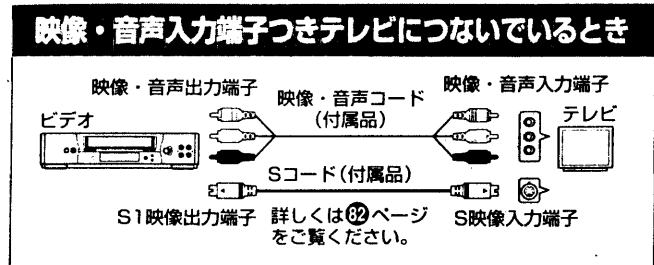 映像・音声入力端子つきテレビにつないでいるとき
映像・音声出力端子
映像・音声コード
(付属品)
映像・音声入力端子
ビデオ
テレビ
Sコード(付属品)
S1映像出力端子
詳しくは82ページ
をご覧ください。
S映像入力端子